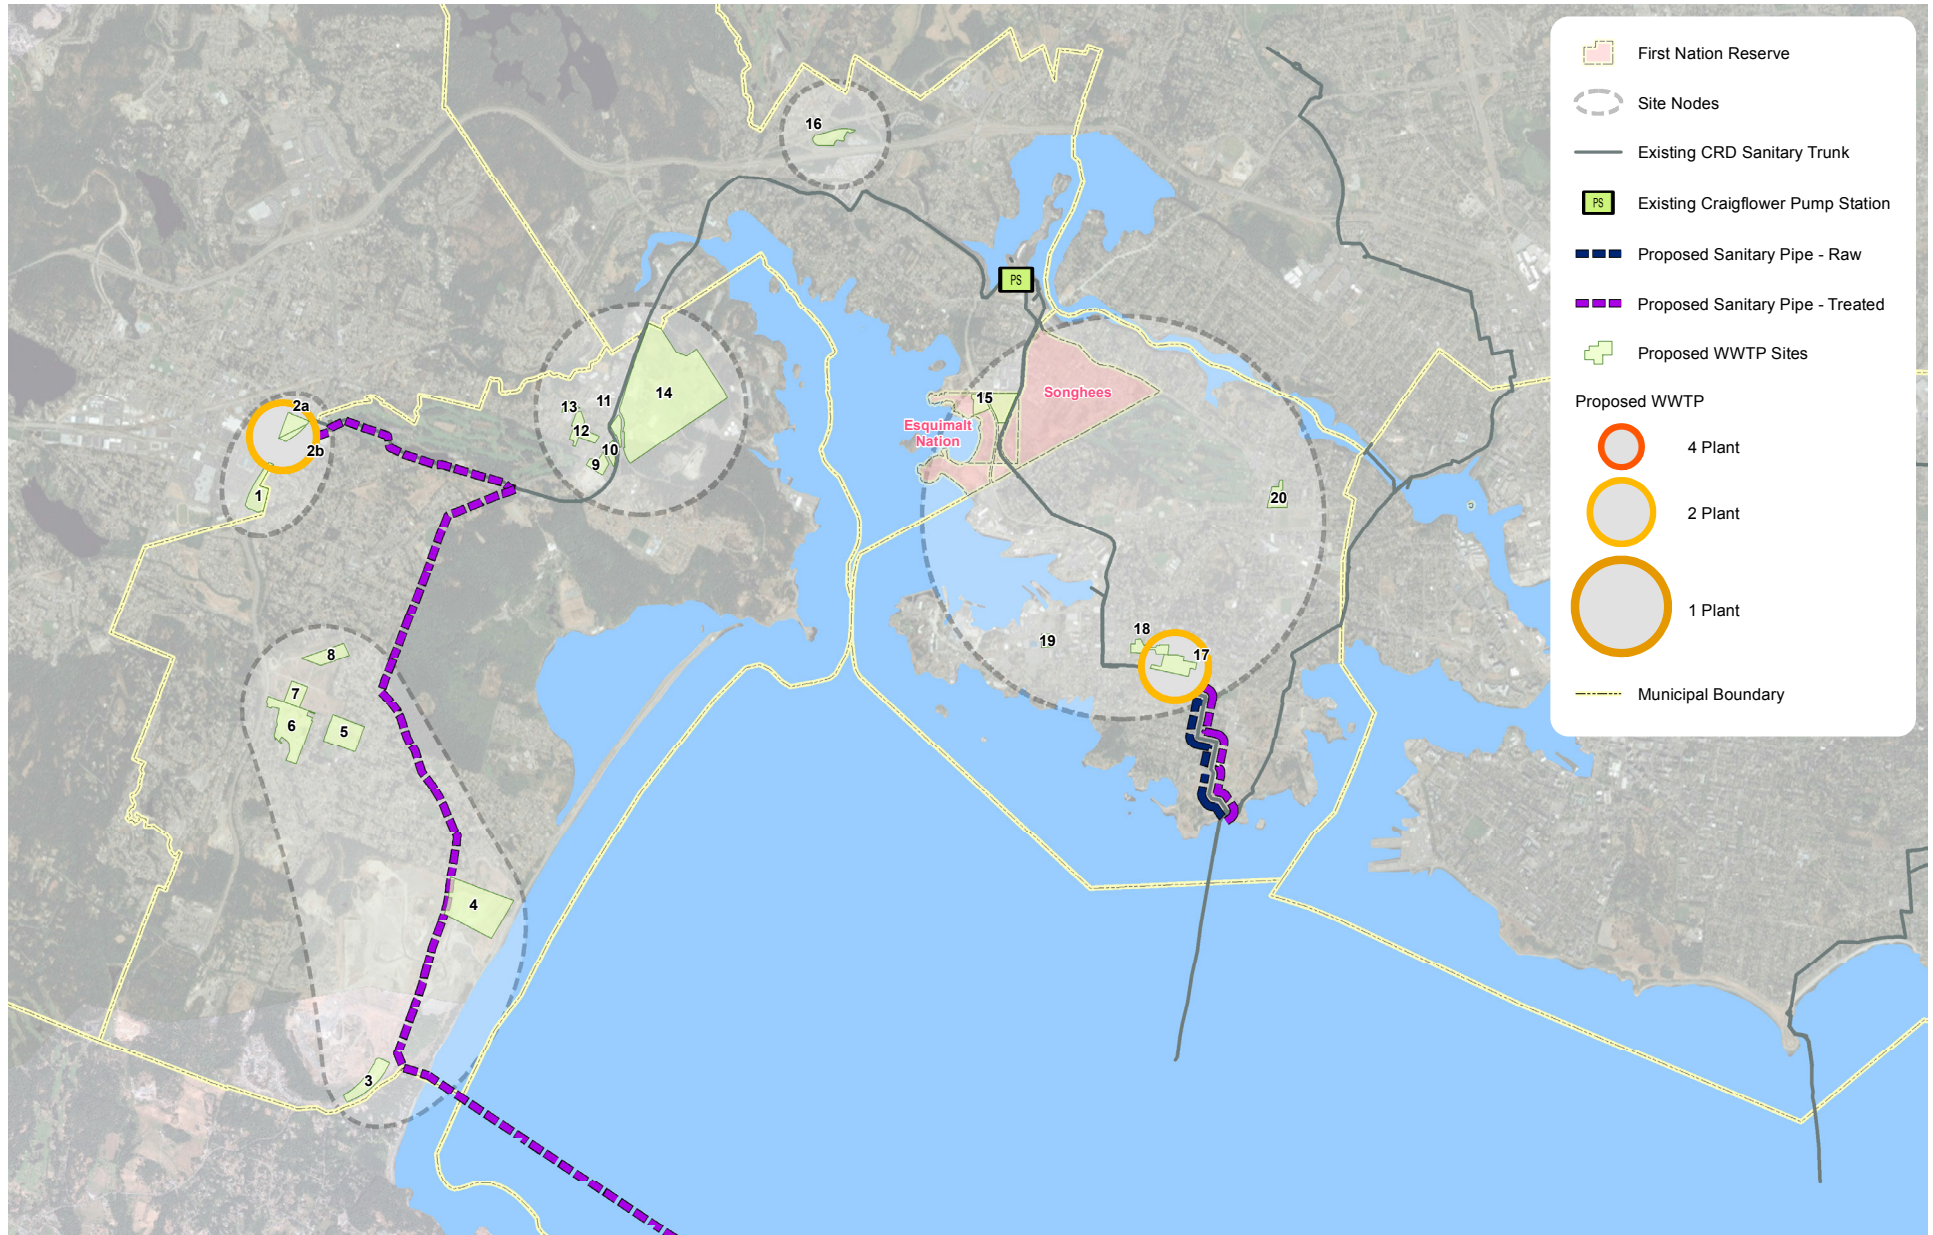 16
PS
2a
2b
1
13
11
12
10
9
14
15
Songhees
Esquimalt
Nation
20
18
17
19
8
7
6
5
4
3
First Nation Reserve
Site Nodes
Existing CRD Sanitary Trunk
PS
Existing Craigflower Pump Station
Proposed Sanitary Pipe - Raw
Proposed Sanitary Pipe - Treated
Proposed WWTP Sites
Proposed WWTP
4 Plant
2 Plant
1 Plant
Municipal Boundary